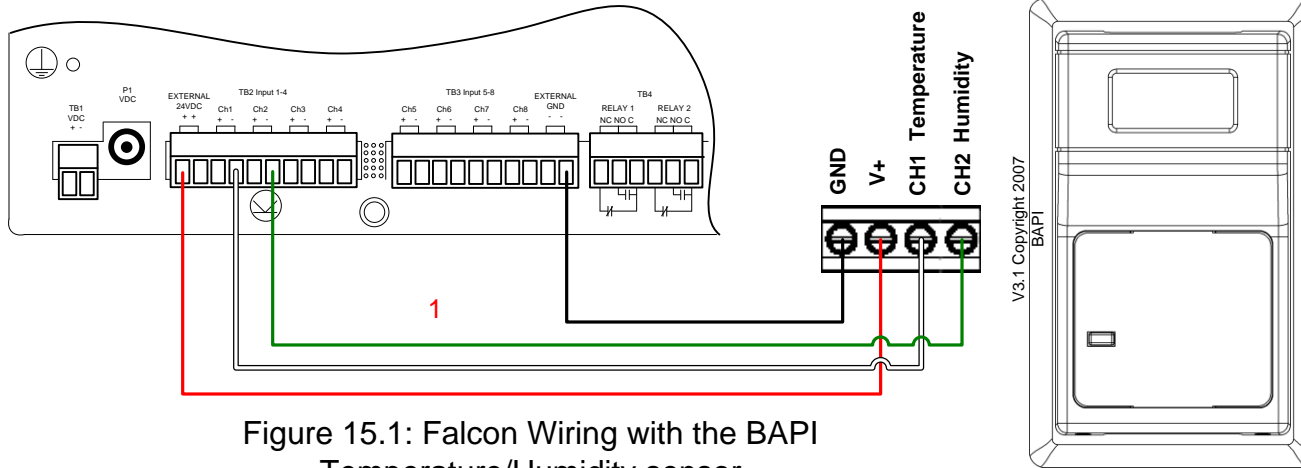 P1
VDC
TB1
VDC
+ -
EXTERNAL
24VDC
+ +
TB2 Input 1-4
Ch1
+ -
Ch2
+ -
Ch3
+ -
Ch4
+ -
TB3 Input 5-8
Ch5
+ -
Ch6
+ -
Ch7
+ -
Ch8
+ -
EXTERNAL
GND
- -
TB4
RELAY 1
NC NO C
RELAY 2
NC NO C
GND
V+
CH1 Temperature
CH2 Humidity
V3.1 Copyright 2007
BAPI
1
Figure 15.1: Falcon Wiring with the BAPI
Temperature/Humidity sensor